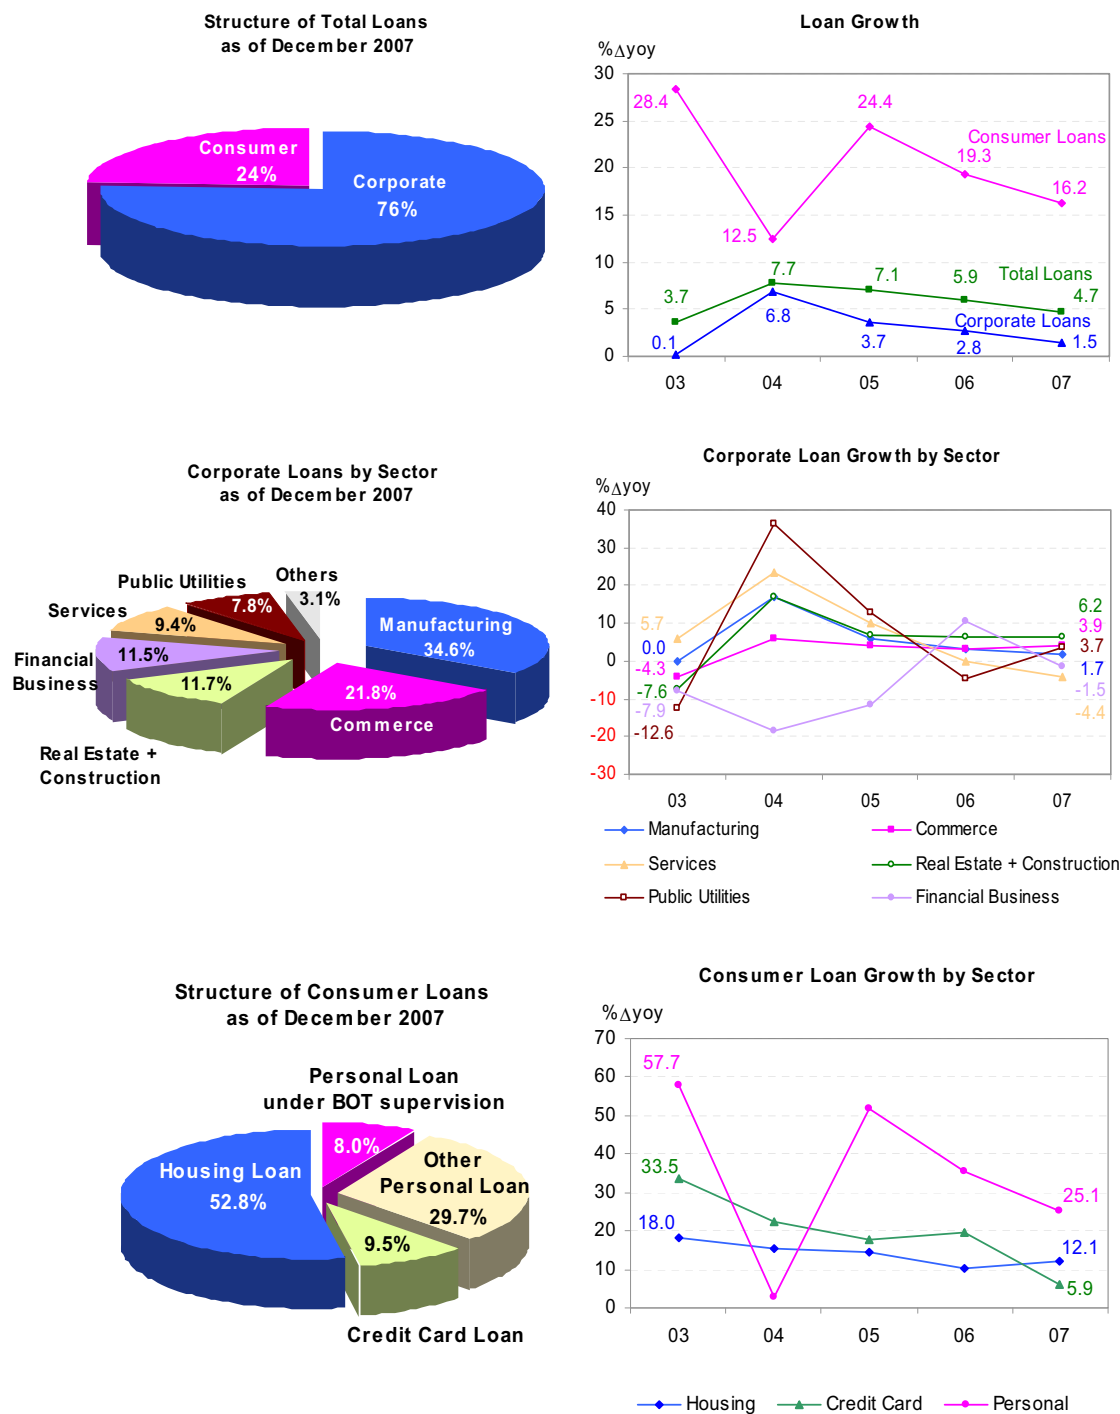 Structure of Total Loans
as of December 2007
Consumer
24%
Corporate
76%
Loan Growth
%Δyoy
30
25
20
15
10
5
0
28.4
24.4
Consumer Loans
19.3
16.2
12.5
7.7
7.1
5.9
Total Loans
4.7
3.7
6.8
Corporate Loans
0.1
3.7
2.8
1.5
03 04 05 06 07
Corporate Loans by Sector
as of December 2007
Others
3.1%
Public Utilities
7.8%
Services
9.4%
Manufacturing
34.6%
Financial
Business
11.5%
11.7%
21.8%
Commerce
Real Estate +
Construction
Corporate Loan Growth by Sector
%Δyoy
40
30
20
10
0
-10
-20
-30
5.7
0.0
-4.3
-7.6
-7.9
-12.6
6.2
3.9
3.7
1.7
-1.5
-4.4
03 04 05 06 07
Manufacturing
Commerce
Services
Real Estate + Construction
Public Utilities
Financial Business
Structure of Consumer Loans
as of December 2007
Personal Loan
under BOT supervision
8.0%
Housing Loan
52.8%
Other
Personal Loan
29.7%
9.5%
Credit Card Loan
Consumer Loan Growth by Sector
%Δyoy
70
60
50
40
30
20
10
0
57.7
33.5
18.0
25.1
12.1
5.9
03 04 05 06 07
Housing
Credit Card
Personal